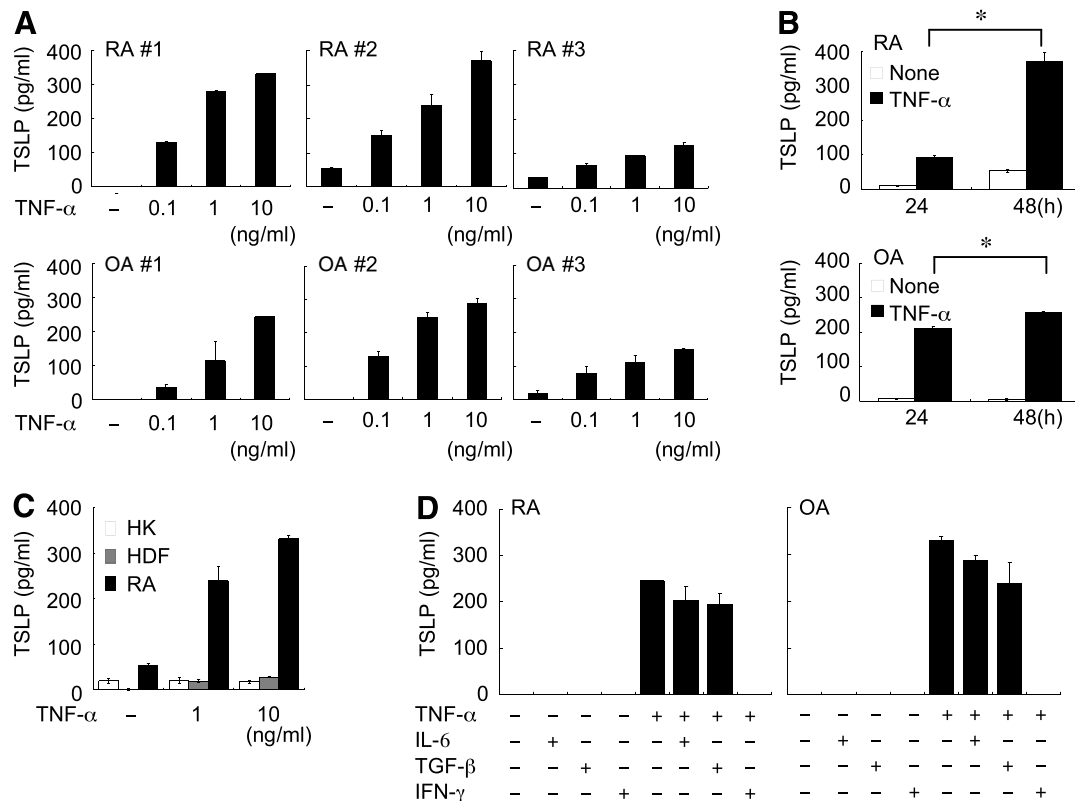 A
TSLP (pg/ml)
400
300
200
100
0
RA #1
RA #2
RA #3
TNF-α
– 0.1 1 10
– 0.1 1 10
– 0.1 1 10
(ng/ml)
(ng/ml)
(ng/ml)
TSLP (pg/ml)
400
300
200
100
0
OA #1
OA #2
OA #3
TNF-α
– 0.1 1 10
– 0.1 1 10
– 0.1 1 10
(ng/ml)
(ng/ml)
(ng/ml)
B
TSLP (pg/ml)
400
300
200
100
0
RA
None
TNF-α
*
24 48(h)
TSLP (pg/ml)
400
300
200
100
0
OA
None
TNF-α
*
24 48(h)
C
TSLP (pg/ml)
400
300
200
100
0
HK
HDF
RA
TNF-α – 1 10
(ng/ml)
D
TSLP (pg/ml)
400
300
200
100
0
RA
OA
TNF-α – – – – + + + + – – – – + + + +
IL-6 – + – – – + – – – + – – – + – –
TGF-β – – + – – – + – – – + – – – + –
IFN-γ – – – + – – – + – – – + – – – +